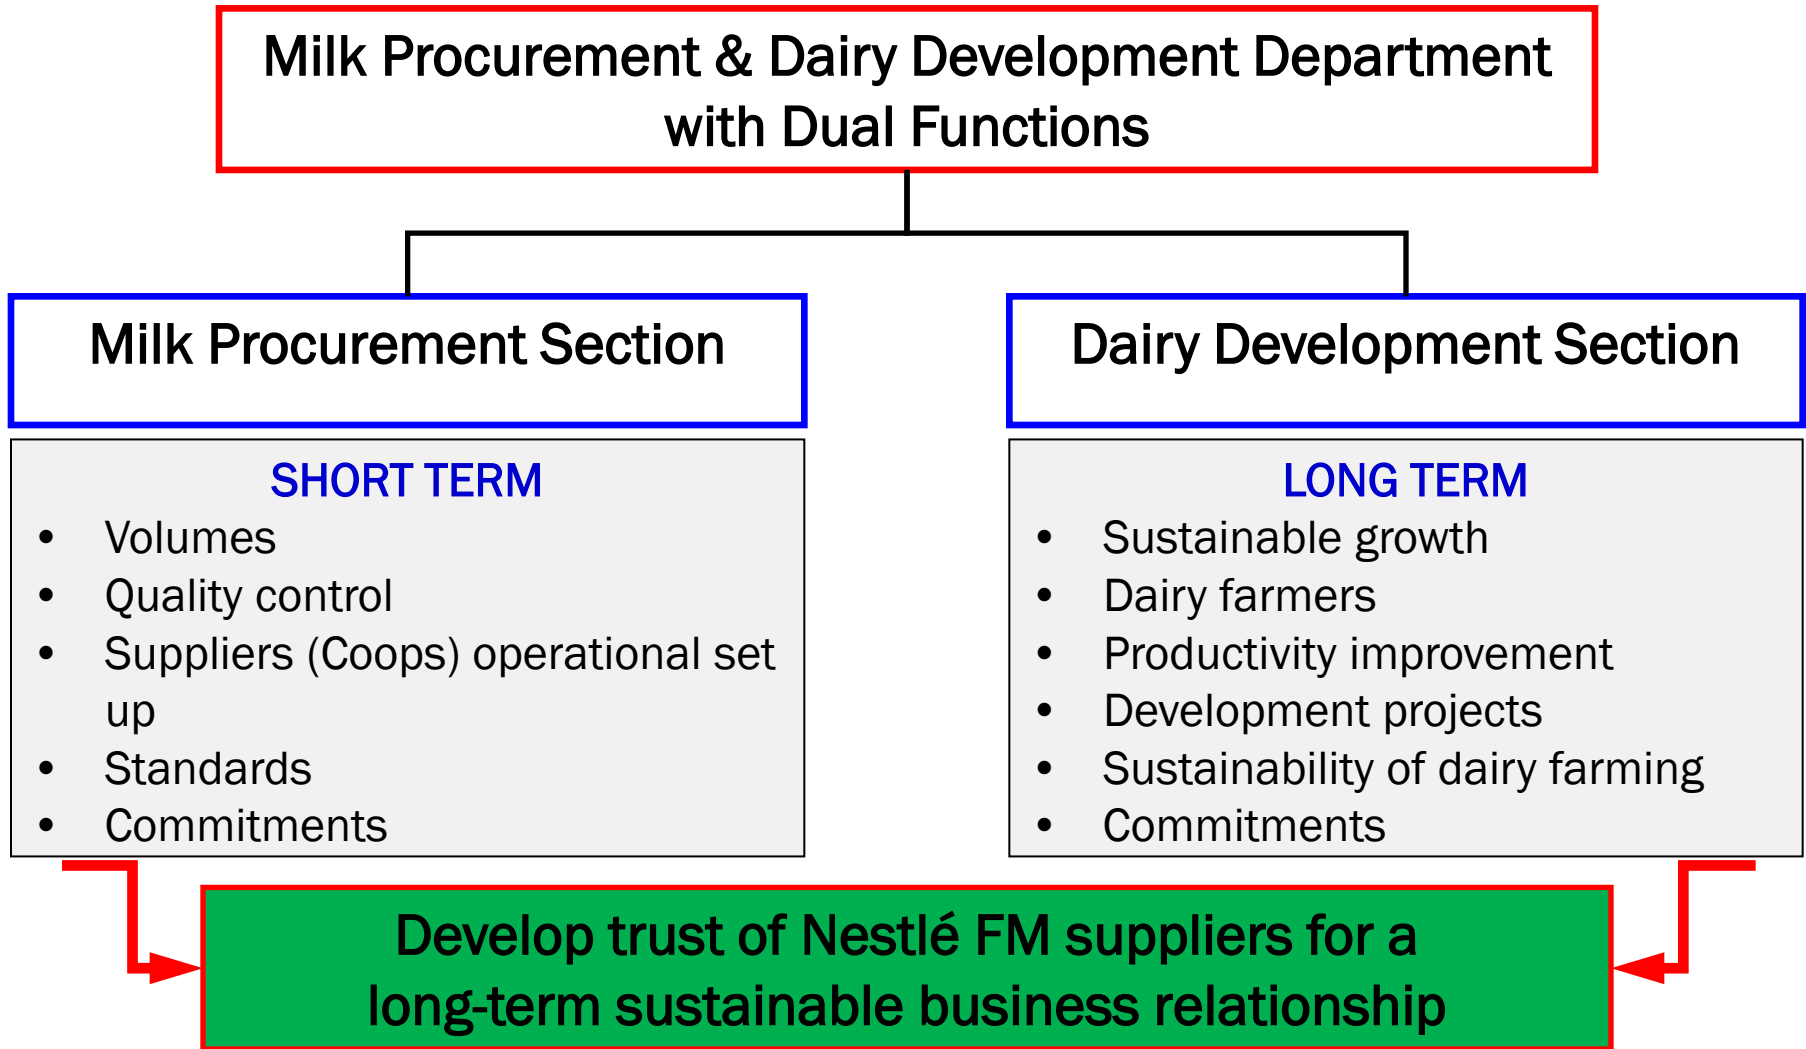 Milk Procurement & Dairy Development Department
with Dual Functions
Milk Procurement Section
SHORT TERM
• Volumes
• Quality control
• Suppliers (Coops) operational set
up
• Standards
• Commitments
Dairy Development Section
LONG TERM
• Sustainable growth
• Dairy farmers
• Productivity improvement
• Development projects
• Sustainability of dairy farming
• Commitments
Develop trust of Nestlé FM suppliers for a
long-term sustainable business relationship